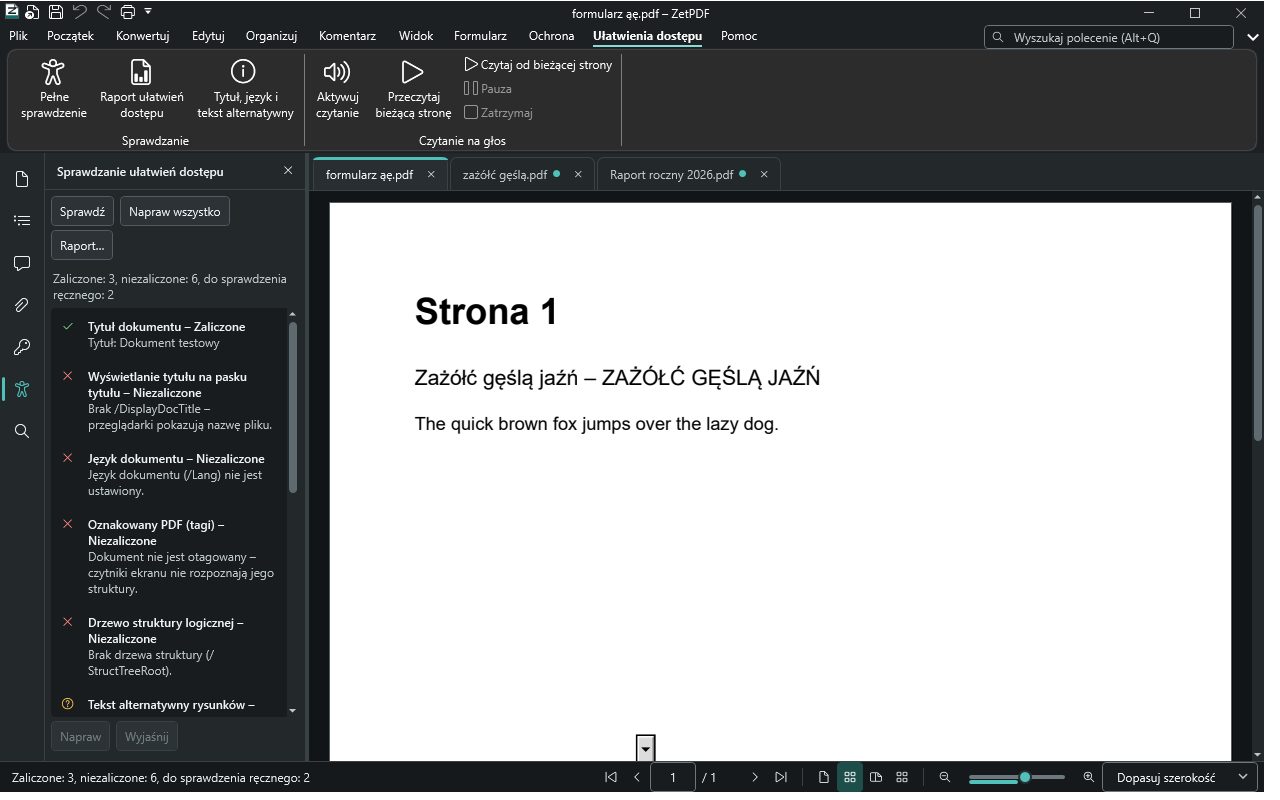 formularz ąę.pdf – ZetPDF
Plik Początek Konwertuj Edytuj Organizuj Komentarz Widok Formularz Ochrona Ułatwienia dostępu Pomoc
Wyszukaj polecenie (Alt+Q)
Pełne sprawdzenie
Raport ułatwień dostępu
Tytuł, język i tekst alternatywny
Sprawdzanie
Aktywuj czytanie
Przeczytaj bieżącą stronę
Czytaj od bieżącej strony
Pauza
Zatrzymaj
Czytanie na głos
Sprawdzanie ułatwień dostępu
Sprawdź Napraw wszystko
Raport...
Zaliczone: 3, niezaliczone: 6, do sprawdzenia
ręcznego: 2
Tytuł dokumentu – Zaliczone
Tytuł: Dokument testowy
Wyświetlanie tytułu na pasku
tytułu – Niezaliczone
Brak /DisplayDocTitle –
przeglądarki pokazują nazwę pliku.
Język dokumentu – Niezaliczone
Język dokumentu (/Lang) nie jest
ustawiony.
Oznakowany PDF (tagi) –
Niezaliczone
Dokument nie jest otagowany –
czytniki ekranu nie rozpoznają jego
struktury.
Drzewo struktury logicznej –
Niezaliczone
Brak drzewa struktury (/
StructTreeRoot).
Tekst alternatywny rysunków –
Napraw Wyjaśnij
formularz ąę.pdf zażółć gęślą.pdf Raport roczny 2026.pdf
Strona 1
Zażółć gęślą jaźń – ZAŻÓŁĆ GĘŚLĄ JAŹŃ
The quick brown fox jumps over the lazy dog.
Zaliczone: 3, niezaliczone: 6, do sprawdzenia ręcznego: 2
1 / 1
Dopasuj szerokość